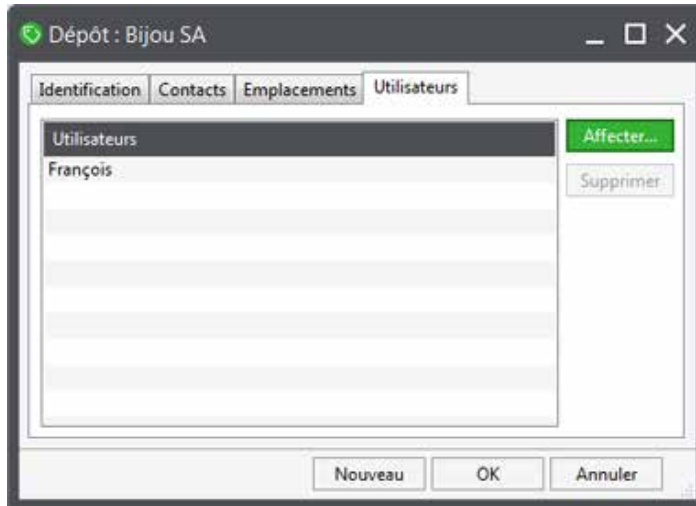 Dépôt : Bijou SA
Identification Contacts Emplacements Utilisateurs
Utilisateurs
Affecter...
François
Supprimer
Nouveau OK Annuler